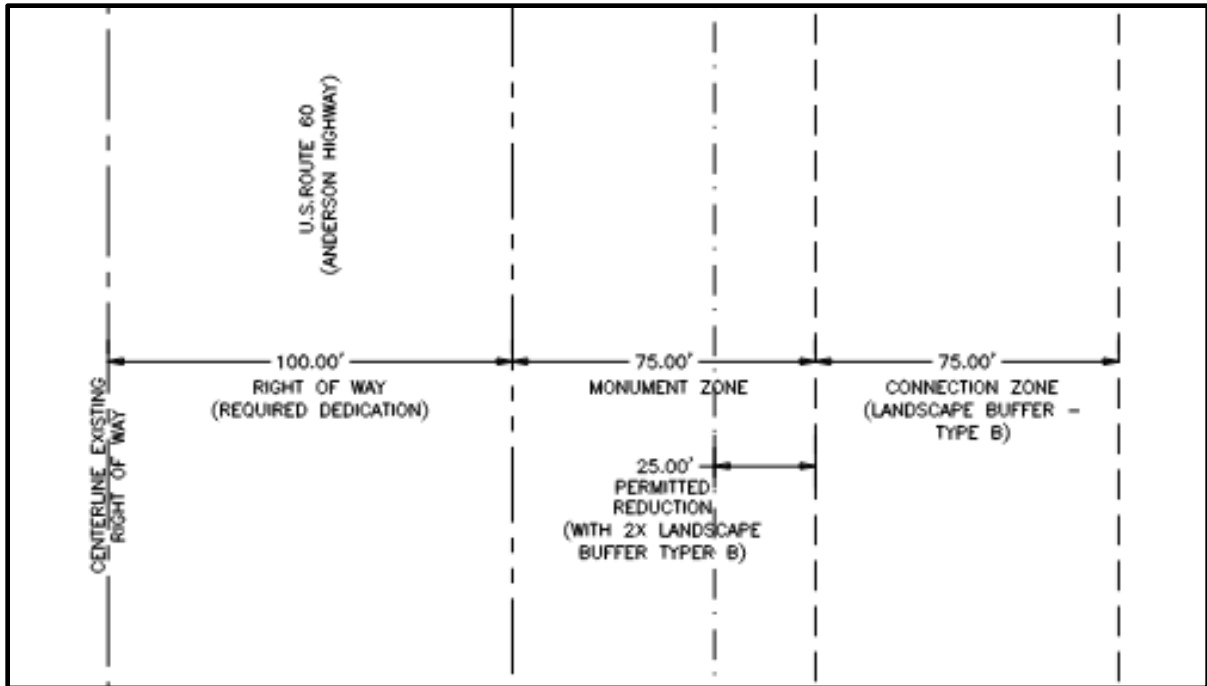 U.S.ROUTE 60
(ANDERSON HIGHWAY)
100.00'
RIGHT OF WAY
(REQUIRED DEDICATION)
75.00'
MONUMENT ZONE
75.00'
CONNECTION ZONE
(LANDSCAPE BUFFER –
TYPE B)
CENTERLINE EXISTING
RIGHT OF WAY
25.00'
PERMITTED
REDUCTION
(WITH 2X LANDSCAPE
BUFFER TYPER B)